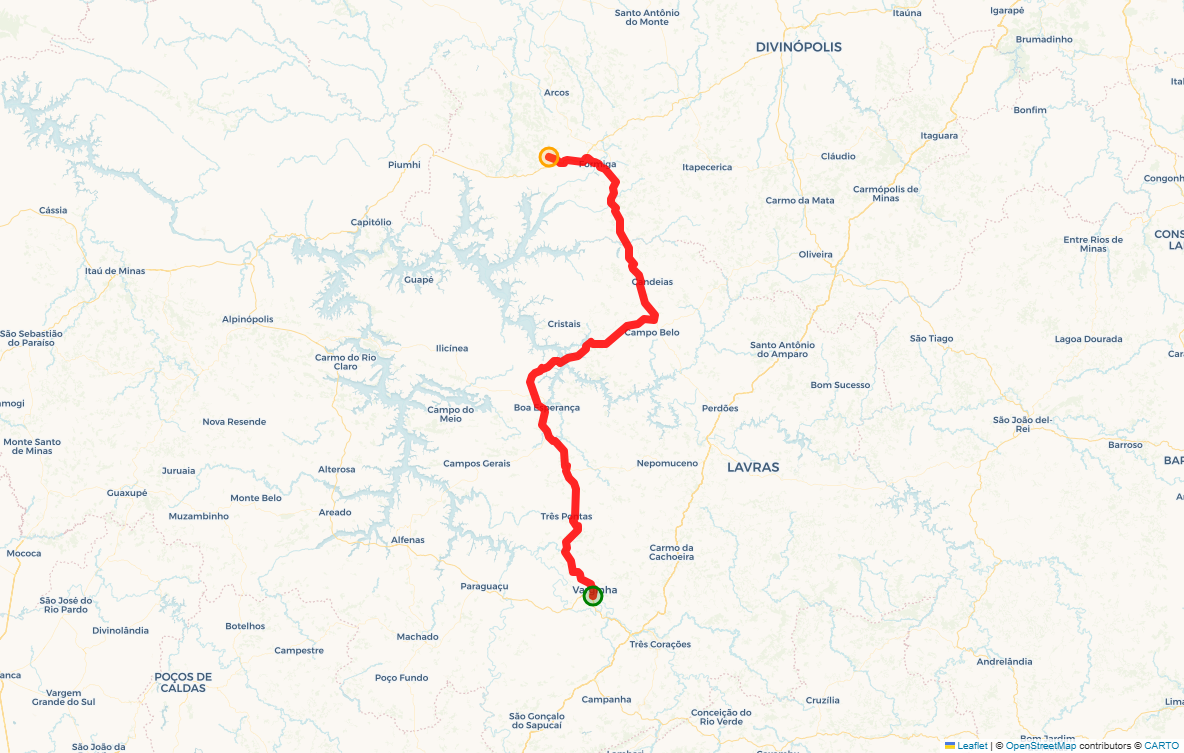 Santo Antônio
do Monte
Itaúna
Igarapé
Brumadinho
DIVINÓPOLIS
Arcos
Bonfim
Itaguara
Piumhi
Formiga
Itapecerica
Cláudio
Carmópolis de
Minas
Carmo da Mata
Cássia
Capitólio
Entre Rios de
Minas
Oliveira
Itaú de Minas
Guapé
Candeias
Alpinópolis
Cristais
Campo Belo
São Sebastião
do Paraíso
Ilicínea
Carmo do Rio
Claro
Santo Antônio
do Amparo
São Tiago
Lagoa Dourada
Bom Sucesso
Boa Esperança
Campo do
Meio
Perdões
Nova Resende
São João del-
Rei
Monte Santo
de Minas
Barroso
Juruaia
Alterosa
Campos Gerais
Nepomuceno
LAVRAS
Guaxupé
Monte Belo
Muzambinho
Areado
Três Pontas
Alfenas
Mococa
Carmo da
Cachoeira
Paraguaçu
Varginha
São José do
Rio Pardo
Divinolândia
Botelhos
Machado
Campestre
Três Corações
Andrelândia
POÇOS DE
CALDAS
Poço Fundo
Vargem
Grande do Sul
Campanha
Cruzília
São Gonçalo
do Sapucaí
Conceição do
Rio Verde
São João da
Bom Jardim
Leaflet | © OpenStreetMap contributors © CARTO